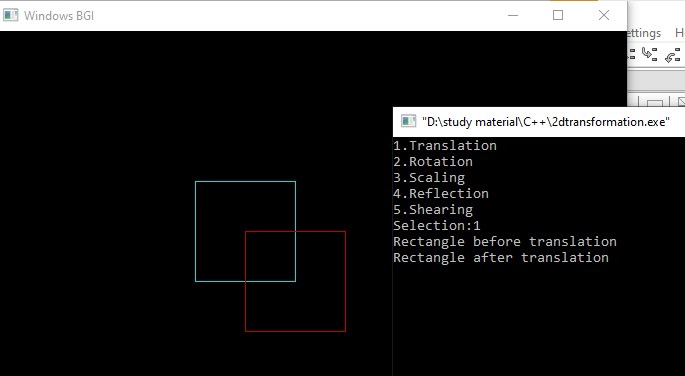 Windows BGI
ettings
H
"D:\study material\C++\2dtransformation.exe"
1.Translation
2.Rotation
3.Scaling
4.Reflection
5.Shearing
Selection:1
Rectangle before translation
Rectangle after translation